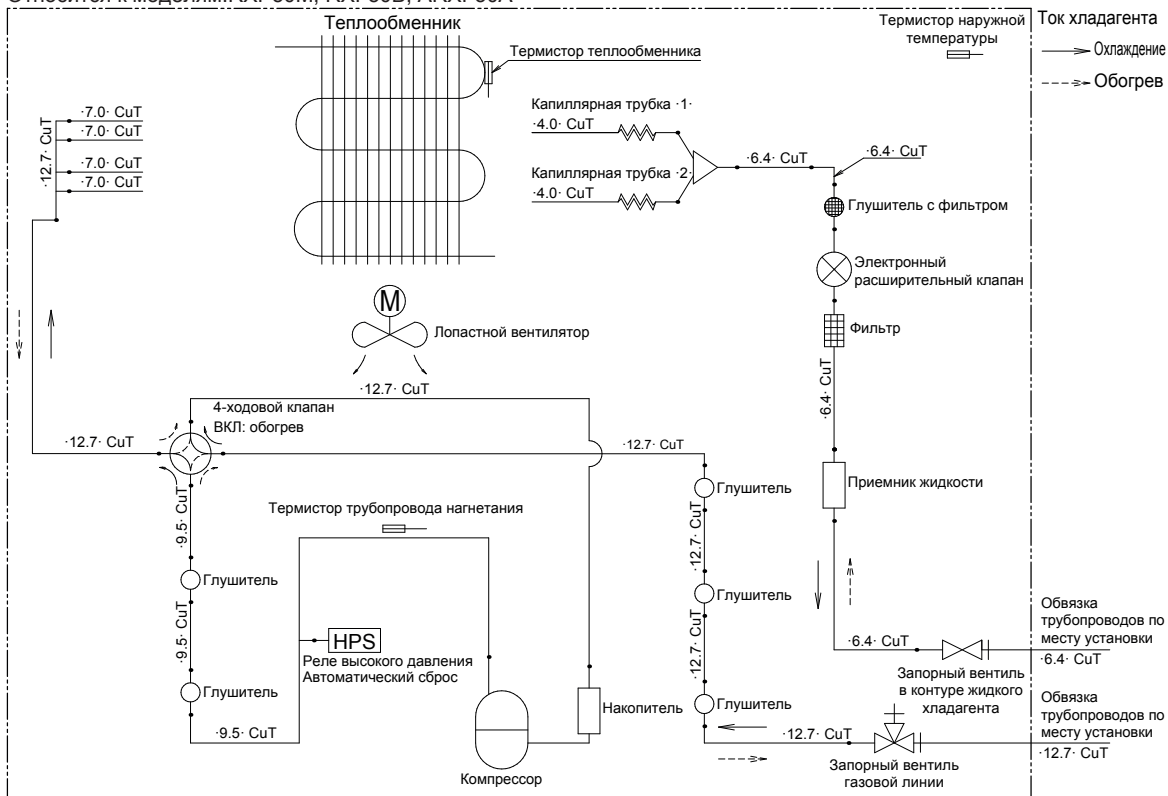 Теплообменник
Термистор наружной
температуры
Ток хладагента
Охлаждение
Обогрев
Термистор теплообменника
Капиллярная трубка ·1·
·4.0· CuT
Капиллярная трубка ·2·
·4.0· CuT
·6.4· CuT
·6.4· CuT
·7.0· CuT
·7.0· CuT
·7.0· CuT
·7.0· CuT
·12.7· CuT
Глушитель с фильтром
Электронный
расширительный клапан
Фильтр
·6.4· CuT
M
Лопастной вентилятор
·12.7· CuT
4-ходовой клапан
ВКЛ: обогрев
·12.7· CuT
·12.7· CuT
·9.5· CuT
Термистор трубопровода нагнетания
Глушитель
Приемник жидкости
·12.7· CuT
Глушитель
Глушитель
·9.5· CuT
HPS
Реле высокого давления
Автоматический сброс
·12.7· CuT
·6.4· CuT
Обвязка
трубопроводов по
месту установки
·6.4· CuT
Запорный вентиль
в контуре жидкого
хладагента
Глушитель
Глушитель
Накопитель
·9.5· CuT
Компрессор
·12.7· CuT
Запорный вентиль
газовой линии
Обвязка
трубопроводов по
месту установки
·12.7· CuT